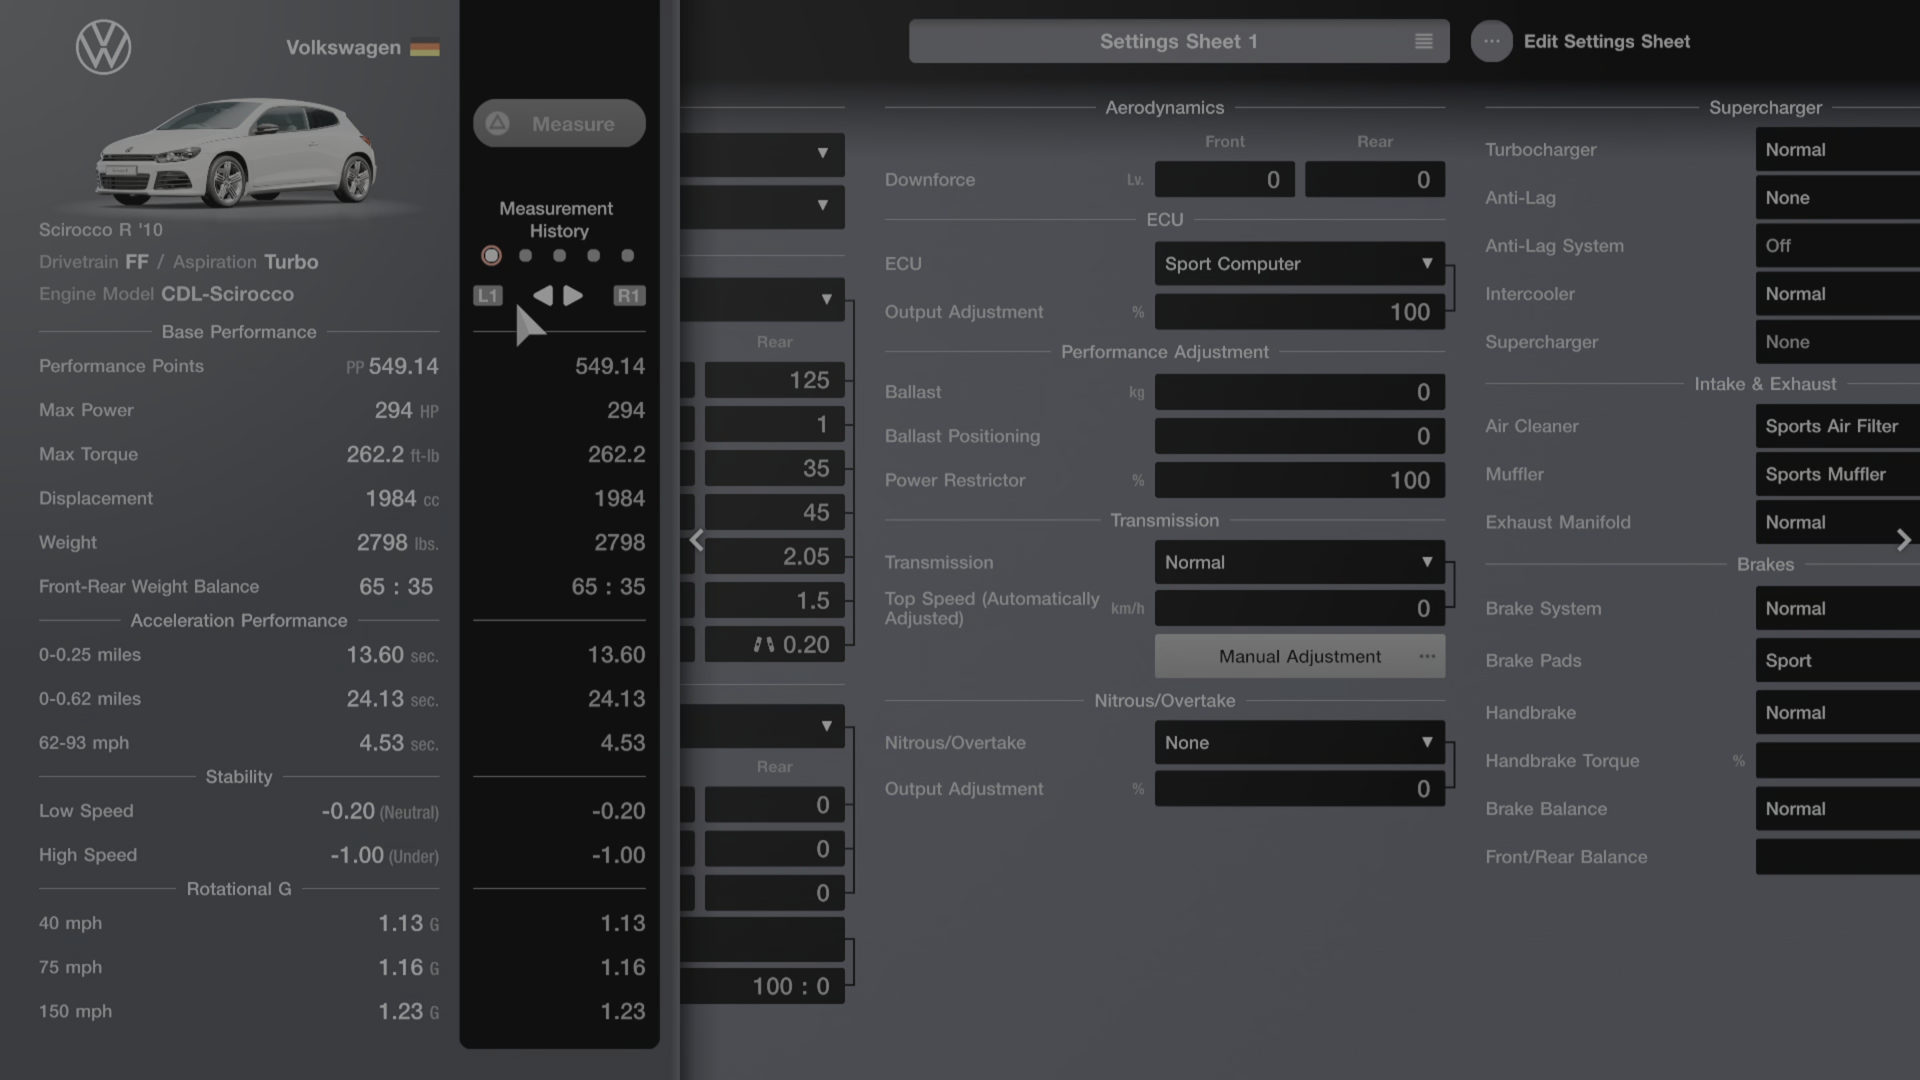 Volkswagen
Scirocco R '10
Drivetrain FF / Aspiration Turbo
Engine Model CDL-Scirocco
Base Performance
Performance Points PP 549.14
Max Power 294 HP
Max Torque 262.2 ft-lb
Displacement 1984 cc
Weight 2798 lbs.
Front-Rear Weight Balance 65 : 35
Acceleration Performance
0-0.25 miles 13.60 sec.
0-0.62 miles 24.13 sec.
62-93 mph 4.53 sec.
Stability
Low Speed -0.20 (Neutral)
High Speed -1.00 (Under)
Rotational G
40 mph 1.13 G
75 mph 1.16 G
150 mph 1.23 G
Measure
Measurement
History
L1 R1
549.14
294
262.2
1984
2798
65 : 35
13.60
24.13
4.53
-0.20
-1.00
1.13
1.16
1.23
Rear
125
1
35
45
2.05
1.5
0.20
Rear
0
0
0
100 : 0
Settings Sheet 1
Edit Settings Sheet
Aerodynamics
Front Rear
Downforce Lv. 0 0
ECU
ECU Sport Computer
Output Adjustment % 100
Performance Adjustment
Ballast kg 0
Ballast Positioning 0
Power Restrictor % 100
Transmission
Transmission Normal
Top Speed (Automatically
Adjusted) km/h 0
Manual Adjustment
Nitrous/Overtake
Nitrous/Overtake None
Output Adjustment % 0
Supercharger
Turbocharger Normal
Anti-Lag None
Anti-Lag System Off
Intercooler Normal
Supercharger None
Intake & Exhaust
Air Cleaner Sports Air Filter
Muffler Sports Muffler
Exhaust Manifold Normal
Brakes
Brake System Normal
Brake Pads Sport
Handbrake Normal
Handbrake Torque %
Brake Balance Normal
Front/Rear Balance